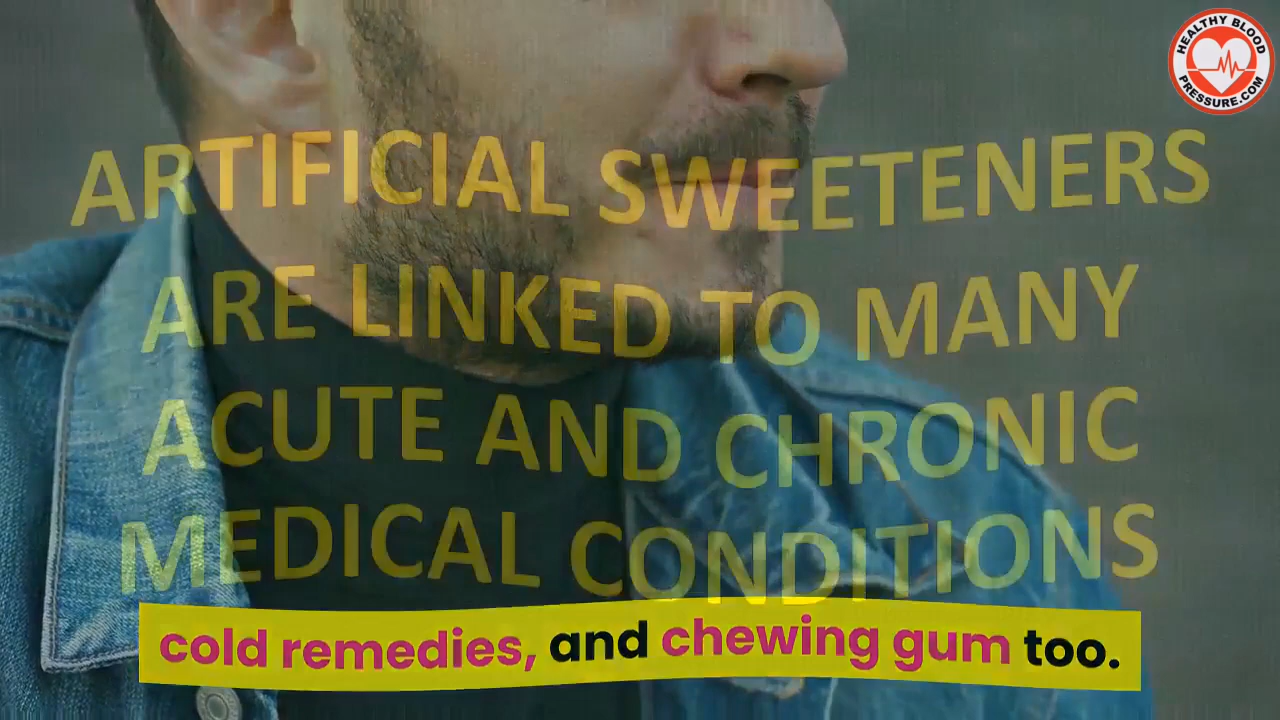 HEALTHY BLOOD
PRESSURE.COM
ARTIFICIAL SWEETENERS
ARE LINKED TO MANY
ACUTE AND CHRONIC
MEDICAL CONDITIONS
cold remedies, and chewing gum too.